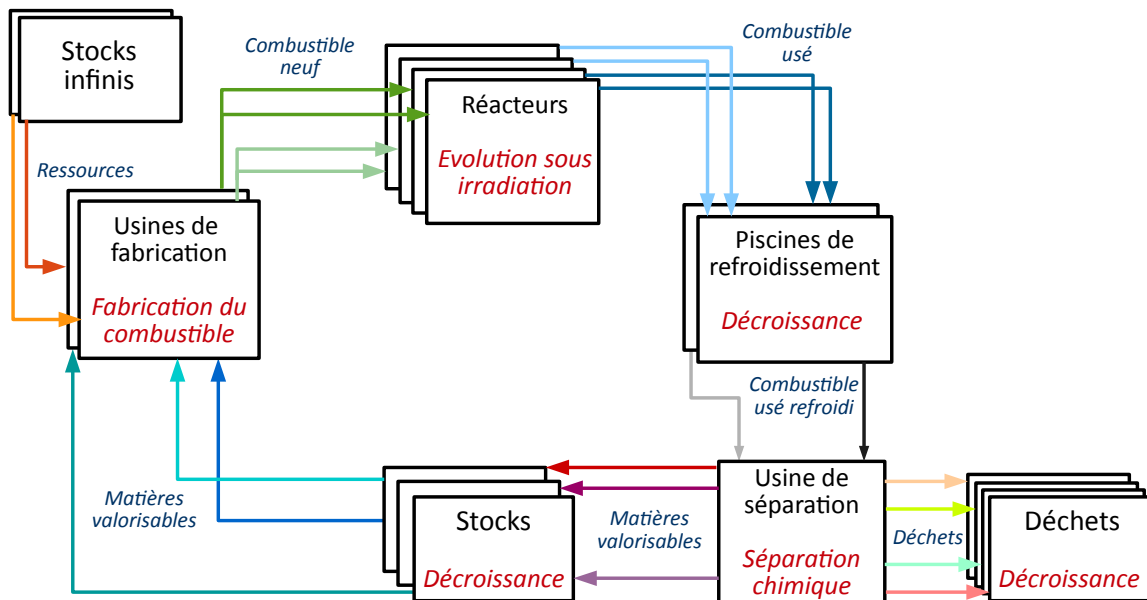 Stocks
infinis
Combustible
neuf
Combustible
usé
Réacteurs
Evolution sous
irradiation
Ressources
Usines de
fabrication
Fabrication du
combustible
Piscines de
refroidissement
Décroissance
Combustible
usé refroidi
Matières
valorisables
Stocks
Décroissance
Matières
valorisables
Usine de
séparation
Séparation
chimique
Déchets
Déchets
Décroissance